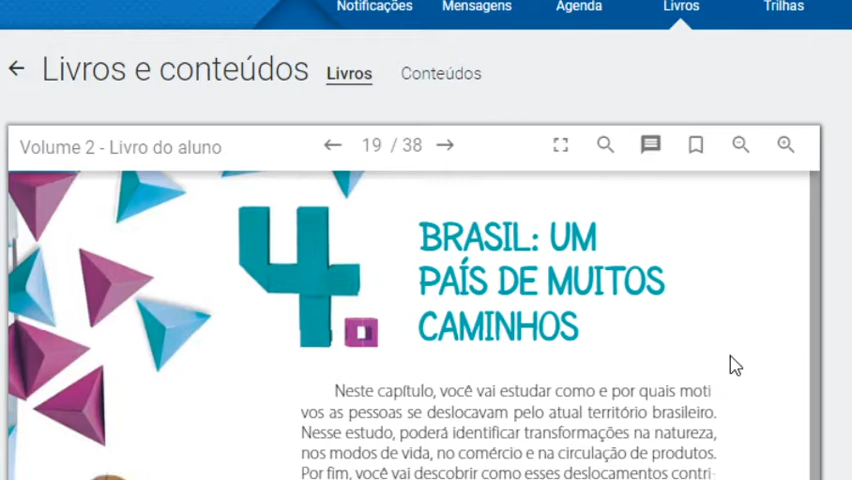 Notificações Mensagens Agenda Livros Trilhas
← Livros e conteúdos Livros Conteúdos
Volume 2 - Livro do aluno ← 19 / 38 →
4.
BRASIL: UM
PAÍS DE MUITOS
CAMINHOS
Neste capítulo, você vai estudar como e por quais moti
vos as pessoas se deslocavam pelo atual território brasileiro.
Nesse estudo, poderá identificar transformações na natureza,
nos modos de vida, no comércio e na circulação de produtos.
Por fim, você vai descobrir como esses deslocamentos contri-